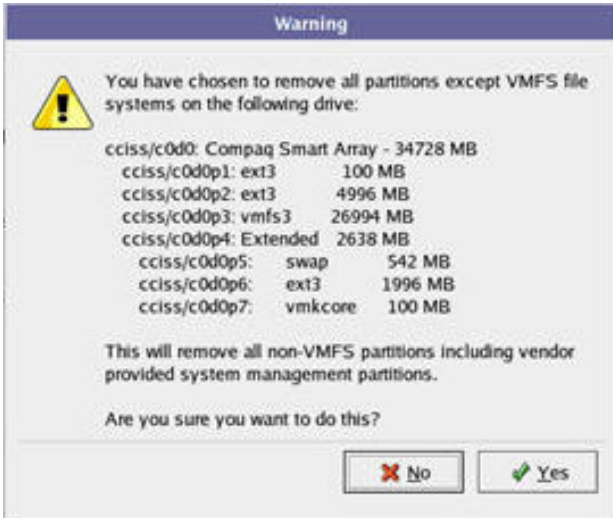 Warning
You have chosen to remove all partitions except VMFS file
systems on the following drive:
cciss/c0d0: Compaq Smart Array - 34728 MB
cciss/c0d0p1: ext3 100 MB
cciss/c0d0p2: ext3 4996 MB
cciss/c0d0p3: vmfs3 26994 MB
cciss/c0d0p4: Extended 2638 MB
cciss/c0d0p5: swap 542 MB
cciss/c0d0p6: ext3 1996 MB
cciss/c0d0p7: vmkcore 100 MB
This will remove all non-VMFS partitions including vendor
provided system management partitions.
Are you sure you want to do this?
No Yes